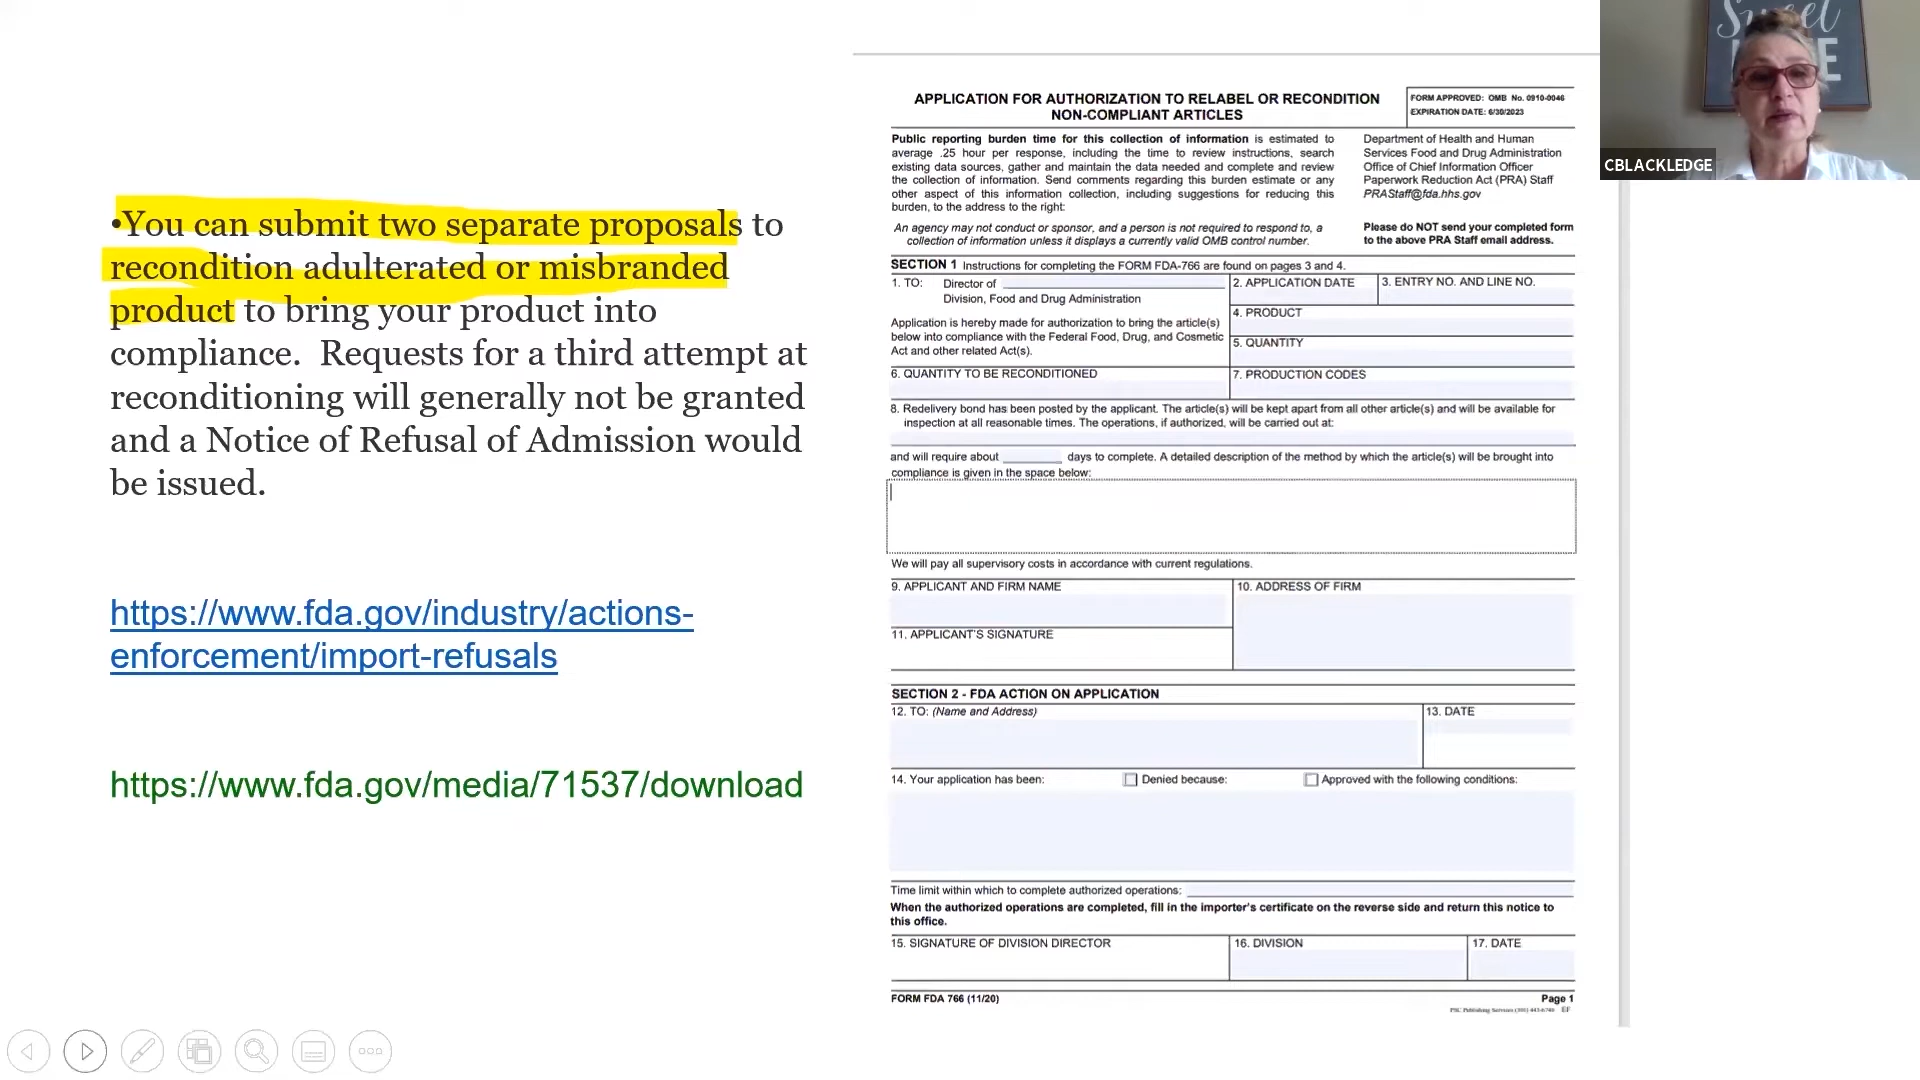 •You can submit two separate proposals to
recondition adulterated or misbranded
product to bring your product into
compliance. Requests for a third attempt at
reconditioning will generally not be granted
and a Notice of Refusal of Admission would
be issued.
https://www.fda.gov/industry/actions-
enforcement/import-refusals
https://www.fda.gov/media/71537/download
APPLICATION FOR AUTHORIZATION TO RELABEL OR RECONDITION
NON-COMPLIANT ARTICLES
FORM APPROVED: OMB No. 0910-0046
EXPIRATION DATE: 6/30/2023
Public reporting burden time for this collection of information is estimated to
average .25 hour per response, including the time to review instructions, search
existing data sources, gather and maintain the data needed and complete and review
the collection of information. Send comments regarding this burden estimate or any
other aspect of this information collection, including suggestions for reducing this
burden, to the address to the right:
An agency may not conduct or sponsor, and a person is not required to respond to, a
collection of information unless it displays a currently valid OMB control number.
Department of Health and Human
Services Food and Drug Administration
Office of Chief Information Officer
Paperwork Reduction Act (PRA) Staff
PRAStaff@fda.hhs.gov
Please do NOT send your completed form
to the above PRA Staff email address.
SECTION 1 Instructions for completing the FORM FDA-766 are found on pages 3 and 4.
1. TO: Director of
Division, Food and Drug Administration
Application is hereby made for authorization to bring the article(s)
below into compliance with the Federal Food, Drug, and Cosmetic
Act and other related Act(s).
2. APPLICATION DATE
3. ENTRY NO. AND LINE NO.
4. PRODUCT
5. QUANTITY
6. QUANTITY TO BE RECONDITIONED
7. PRODUCTION CODES
8. Redelivery bond has been posted by the applicant. The article(s) will be kept apart from all other article(s) and will be available for
inspection at all reasonable times. The operations, if authorized, will be carried out at:
and will require about days to complete. A detailed description of the method by which the article(s) will be brought into
compliance is given in the space below:
We will pay all supervisory costs in accordance with current regulations.
9. APPLICANT AND FIRM NAME
10. ADDRESS OF FIRM
11. APPLICANT'S SIGNATURE
SECTION 2 - FDA ACTION ON APPLICATION
12. TO: (Name and Address)
13. DATE
14. Your application has been: Denied because: Approved with the following conditions:
Time limit within which to complete authorized operations:
When the authorized operations are completed, fill in the importer's certificate on the reverse side and return this notice to
this office.
15. SIGNATURE OF DIVISION DIRECTOR
16. DIVISION
17. DATE
FORM FDA 766 (11/20)
Page 1
PSC Publishing Services (301) 443-6740 EF
Sweet
CBLACKLEDGE